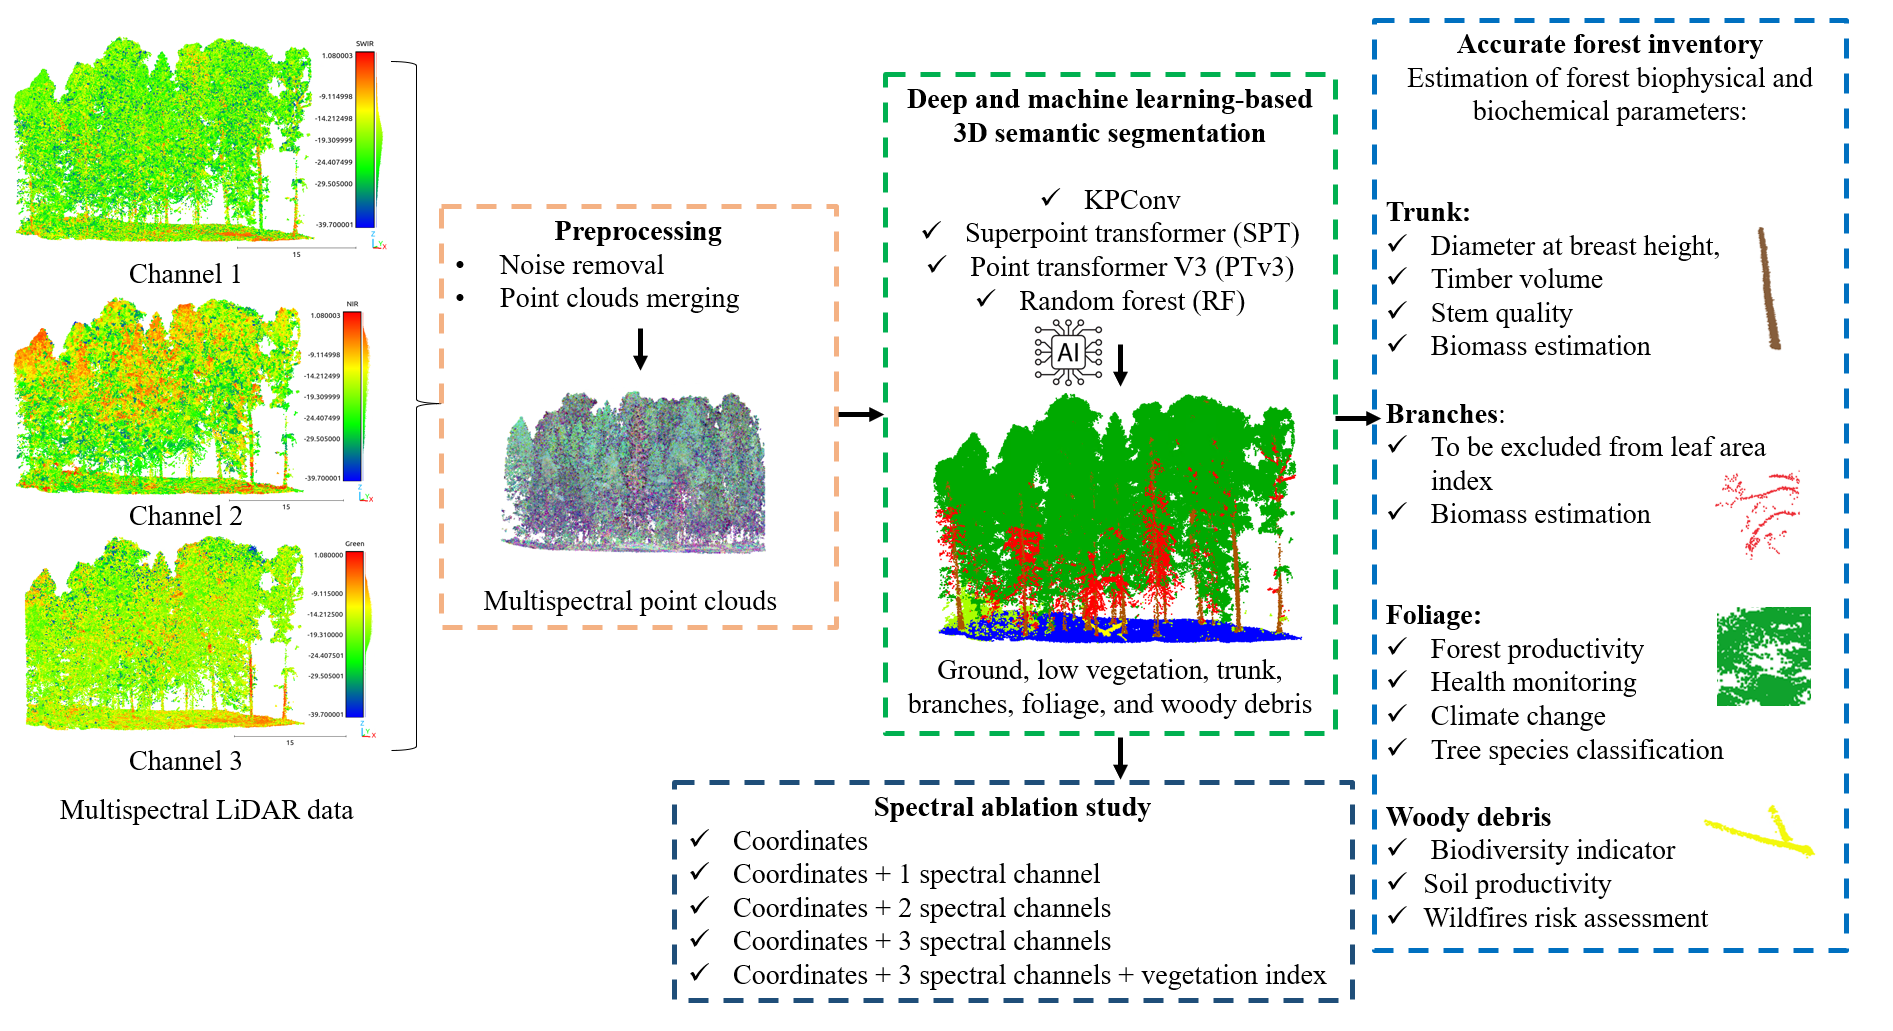 SWIR
1.080003
-9.114998
-14.212498
-19.309999
-24.407499
-29.505000
-39.700001
Z
Y
X
15
Channel 1
NIR
1.080003
-9.114998
-14.212499
-19.309999
-24.407499
-29.505000
-39.700001
Z
Y
X
15
Channel 2
Green
1.080000
-9.115000
-14.212500
-19.310000
-24.407501
-29.505001
-39.700001
Z
Y
X
15
Channel 3
Multispectral LiDAR data
Preprocessing
• Noise removal
• Point clouds merging
Multispectral point clouds
Deep and machine learning-based
3D semantic segmentation
✓ KPConv
✓ Superpoint transformer (SPT)
✓ Point transformer V3 (PTv3)
✓ Random forest (RF)
AI
Ground, low vegetation, trunk,
branches, foliage, and woody debris
Spectral ablation study
✓ Coordinates
✓ Coordinates + 1 spectral channel
✓ Coordinates + 2 spectral channels
✓ Coordinates + 3 spectral channels
✓ Coordinates + 3 spectral channels + vegetation index
Accurate forest inventory
Estimation of forest biophysical and
biochemical parameters:
Trunk:
✓ Diameter at breast height,
✓ Timber volume
✓ Stem quality
✓ Biomass estimation
Branches:
✓ To be excluded from leaf area
index
✓ Biomass estimation
Foliage:
✓ Forest productivity
✓ Health monitoring
✓ Climate change
✓ Tree species classification
Woody debris
✓ Biodiversity indicator
✓ Soil productivity
✓ Wildfires risk assessment